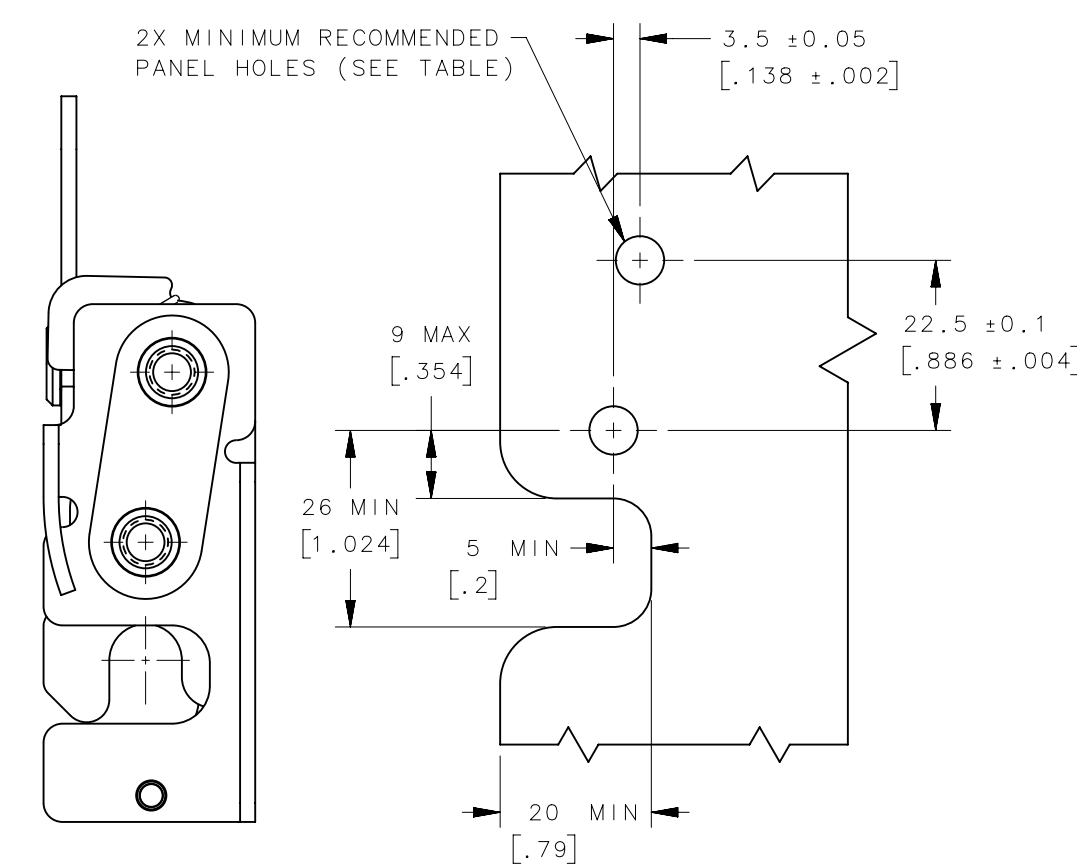 2X MINIMUM RECOMMENDED
PANEL HOLES (SEE TABLE)
3.5 ±0.05
[.138 ±.002]
9 MAX
[.354]
22.5 ±0.1
[.886 ±.004]
26 MIN
[1.024]
5 MIN
[.2]
20 MIN
[.79]